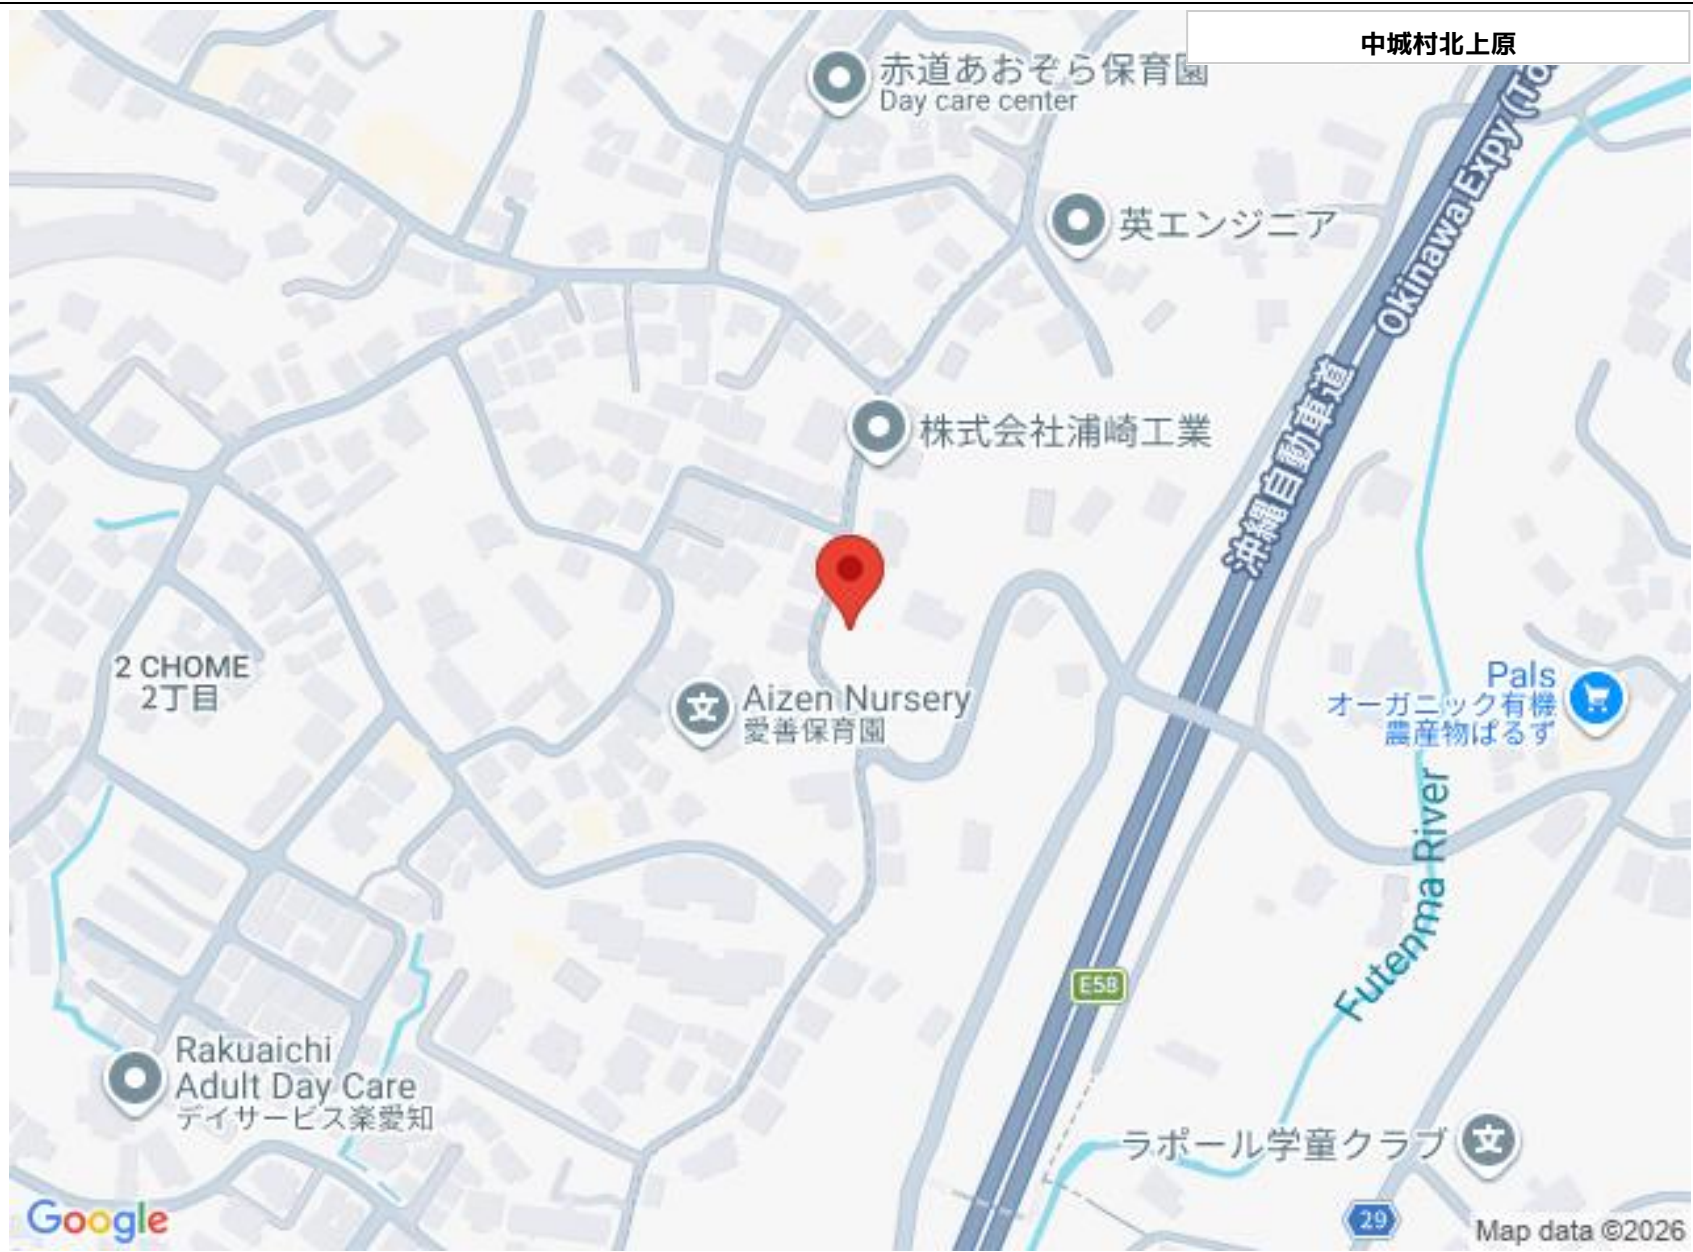 中城村北上原
赤道あおぞら保育園
Day care center
英エンジニア
Okinawa Expy (To
沖縄自動車道
株式会社浦崎工業
2 CHOME
2丁目
Aizen Nursery
愛善保育園
Pals
オーガニック有機
農産物ぱるず
Futenma River
E58
Rakuaichi
Adult Day Care
デイサービス楽愛知
ラポール学童クラブ
29
Google
Map data ©2026